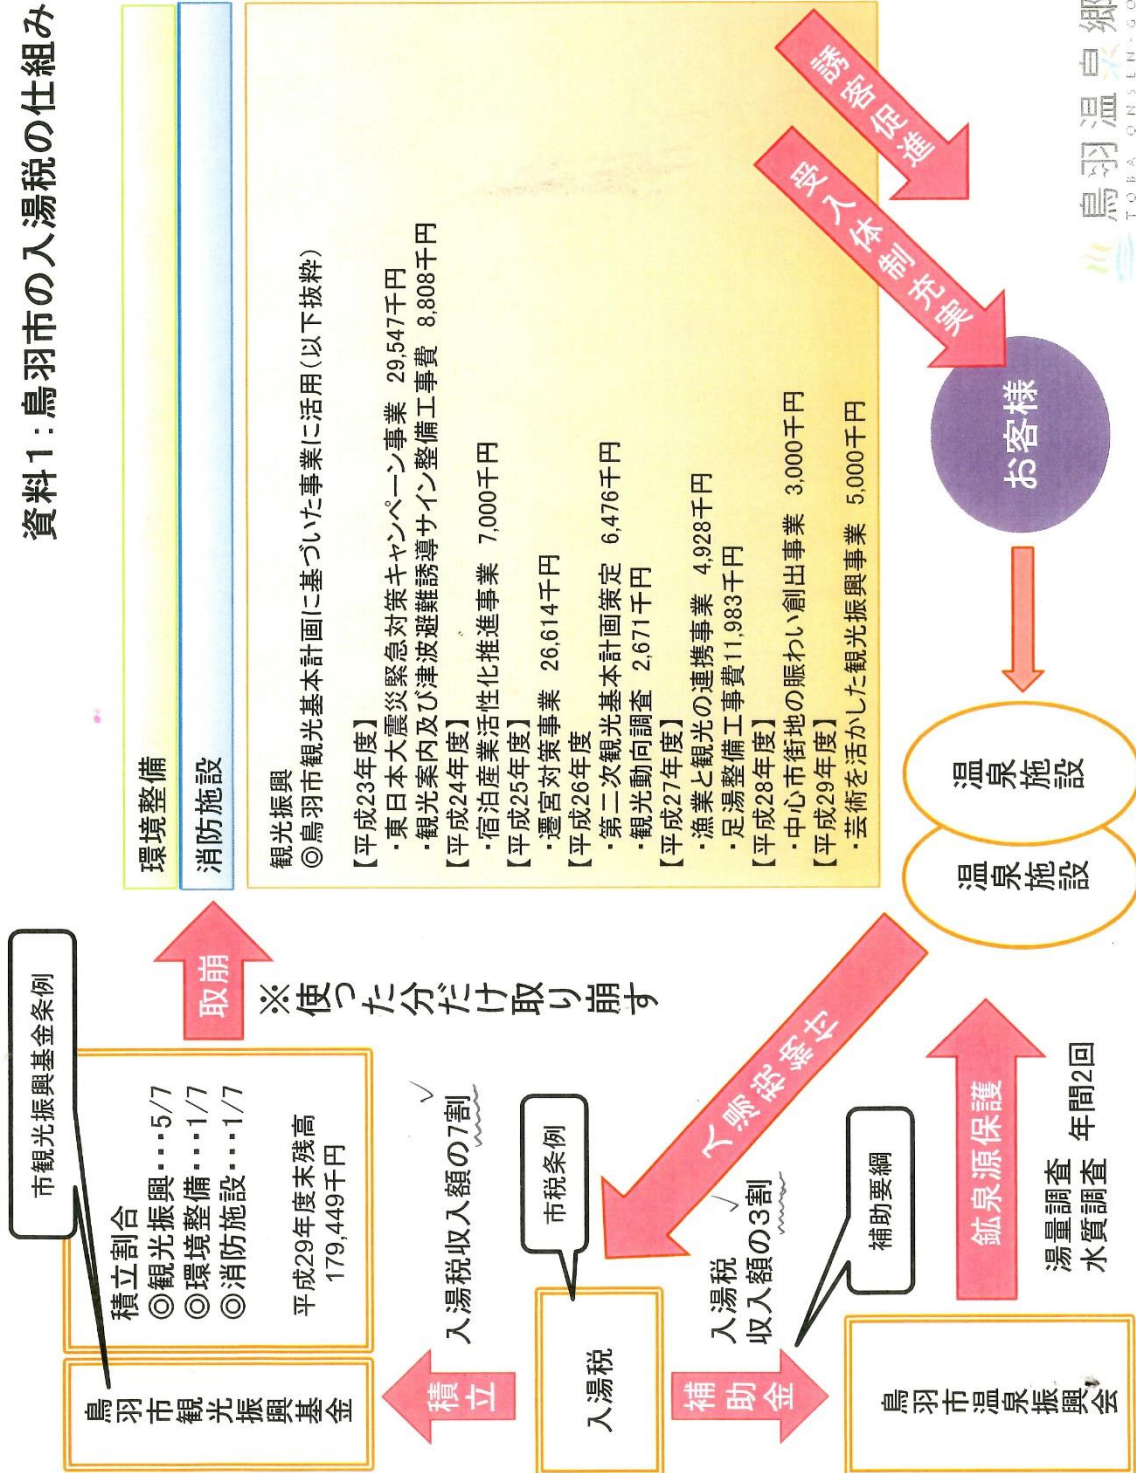 資料1:鳥羽市の入湯税の仕組み
市観光振興基金条例
鳥羽市観光振興基金
積立割合
◎観光振興・・・5/7
◎環境整備・・・1/7
◎消防施設・・・1/7
平成29年度末残高
179,449千円
取崩
※使った分だけ取り崩す
環境整備
消防施設
観光振興
◎鳥羽市観光基本計画に基づいた事業に活用(以下抜粋)
【平成23年度】
・東日本大震災緊急対策キャンペーン事業 29,547千円
・観光案内及び津波避難誘導サイン整備工事費 8,808千円
【平成24年度】
・宿泊産業活性化推進事業 7,000千円
【平成25年度】
・遷宮対策事業 26,614千円
【平成26年度】
・第二次観光基本計画策定 6,476千円
・観光動向調査 2,671千円
【平成27年度】
・漁業と観光の連携事業 4,928千円
・足湯整備工事費11,983千円
【平成28年度】
・中心市街地の賑わい創出事業 3,000千円
【平成29年度】
・芸術を活かした観光振興事業 5,000千円
積立
入湯税収入額の7割
入湯税
市税条例
補助金
入湯税
収入額の3割
補助要綱
鳥羽市温泉振興会
鉱泉源保護
湯量調査
水質調査
年間2回
入湯税納付
温泉施設
温泉施設
お客様
受入体制充実
誘客促進
鳥羽温泉郷
TOBA ONSEN-GO